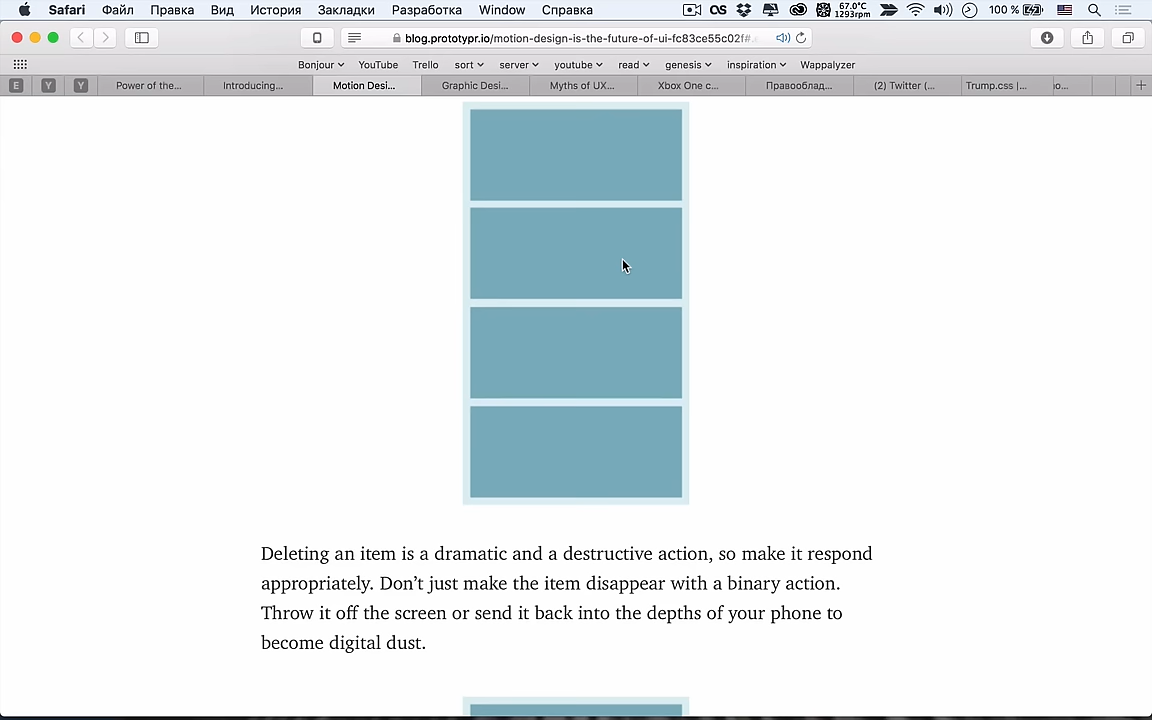 Safari Файл Правка Вид История Закладки Разработка Window Справка 67.0°C 1293rpm 100 %
blog.prototypr.io/motion-design-is-the-future-of-ui-fc83ce55c02f#.
Bonjour YouTube Trello sort server youtube read genesis inspiration Wappalyzer
E Y Y Power of the... Introducing... Motion Desi... Graphic Desi... Myths of UX... Xbox One c... Правооблад... (2) Twitter (... Trump.css |...
Deleting an item is a dramatic and a destructive action, so make it respond
appropriately. Don’t just make the item disappear with a binary action.
Throw it off the screen or send it back into the depths of your phone to
become digital dust.